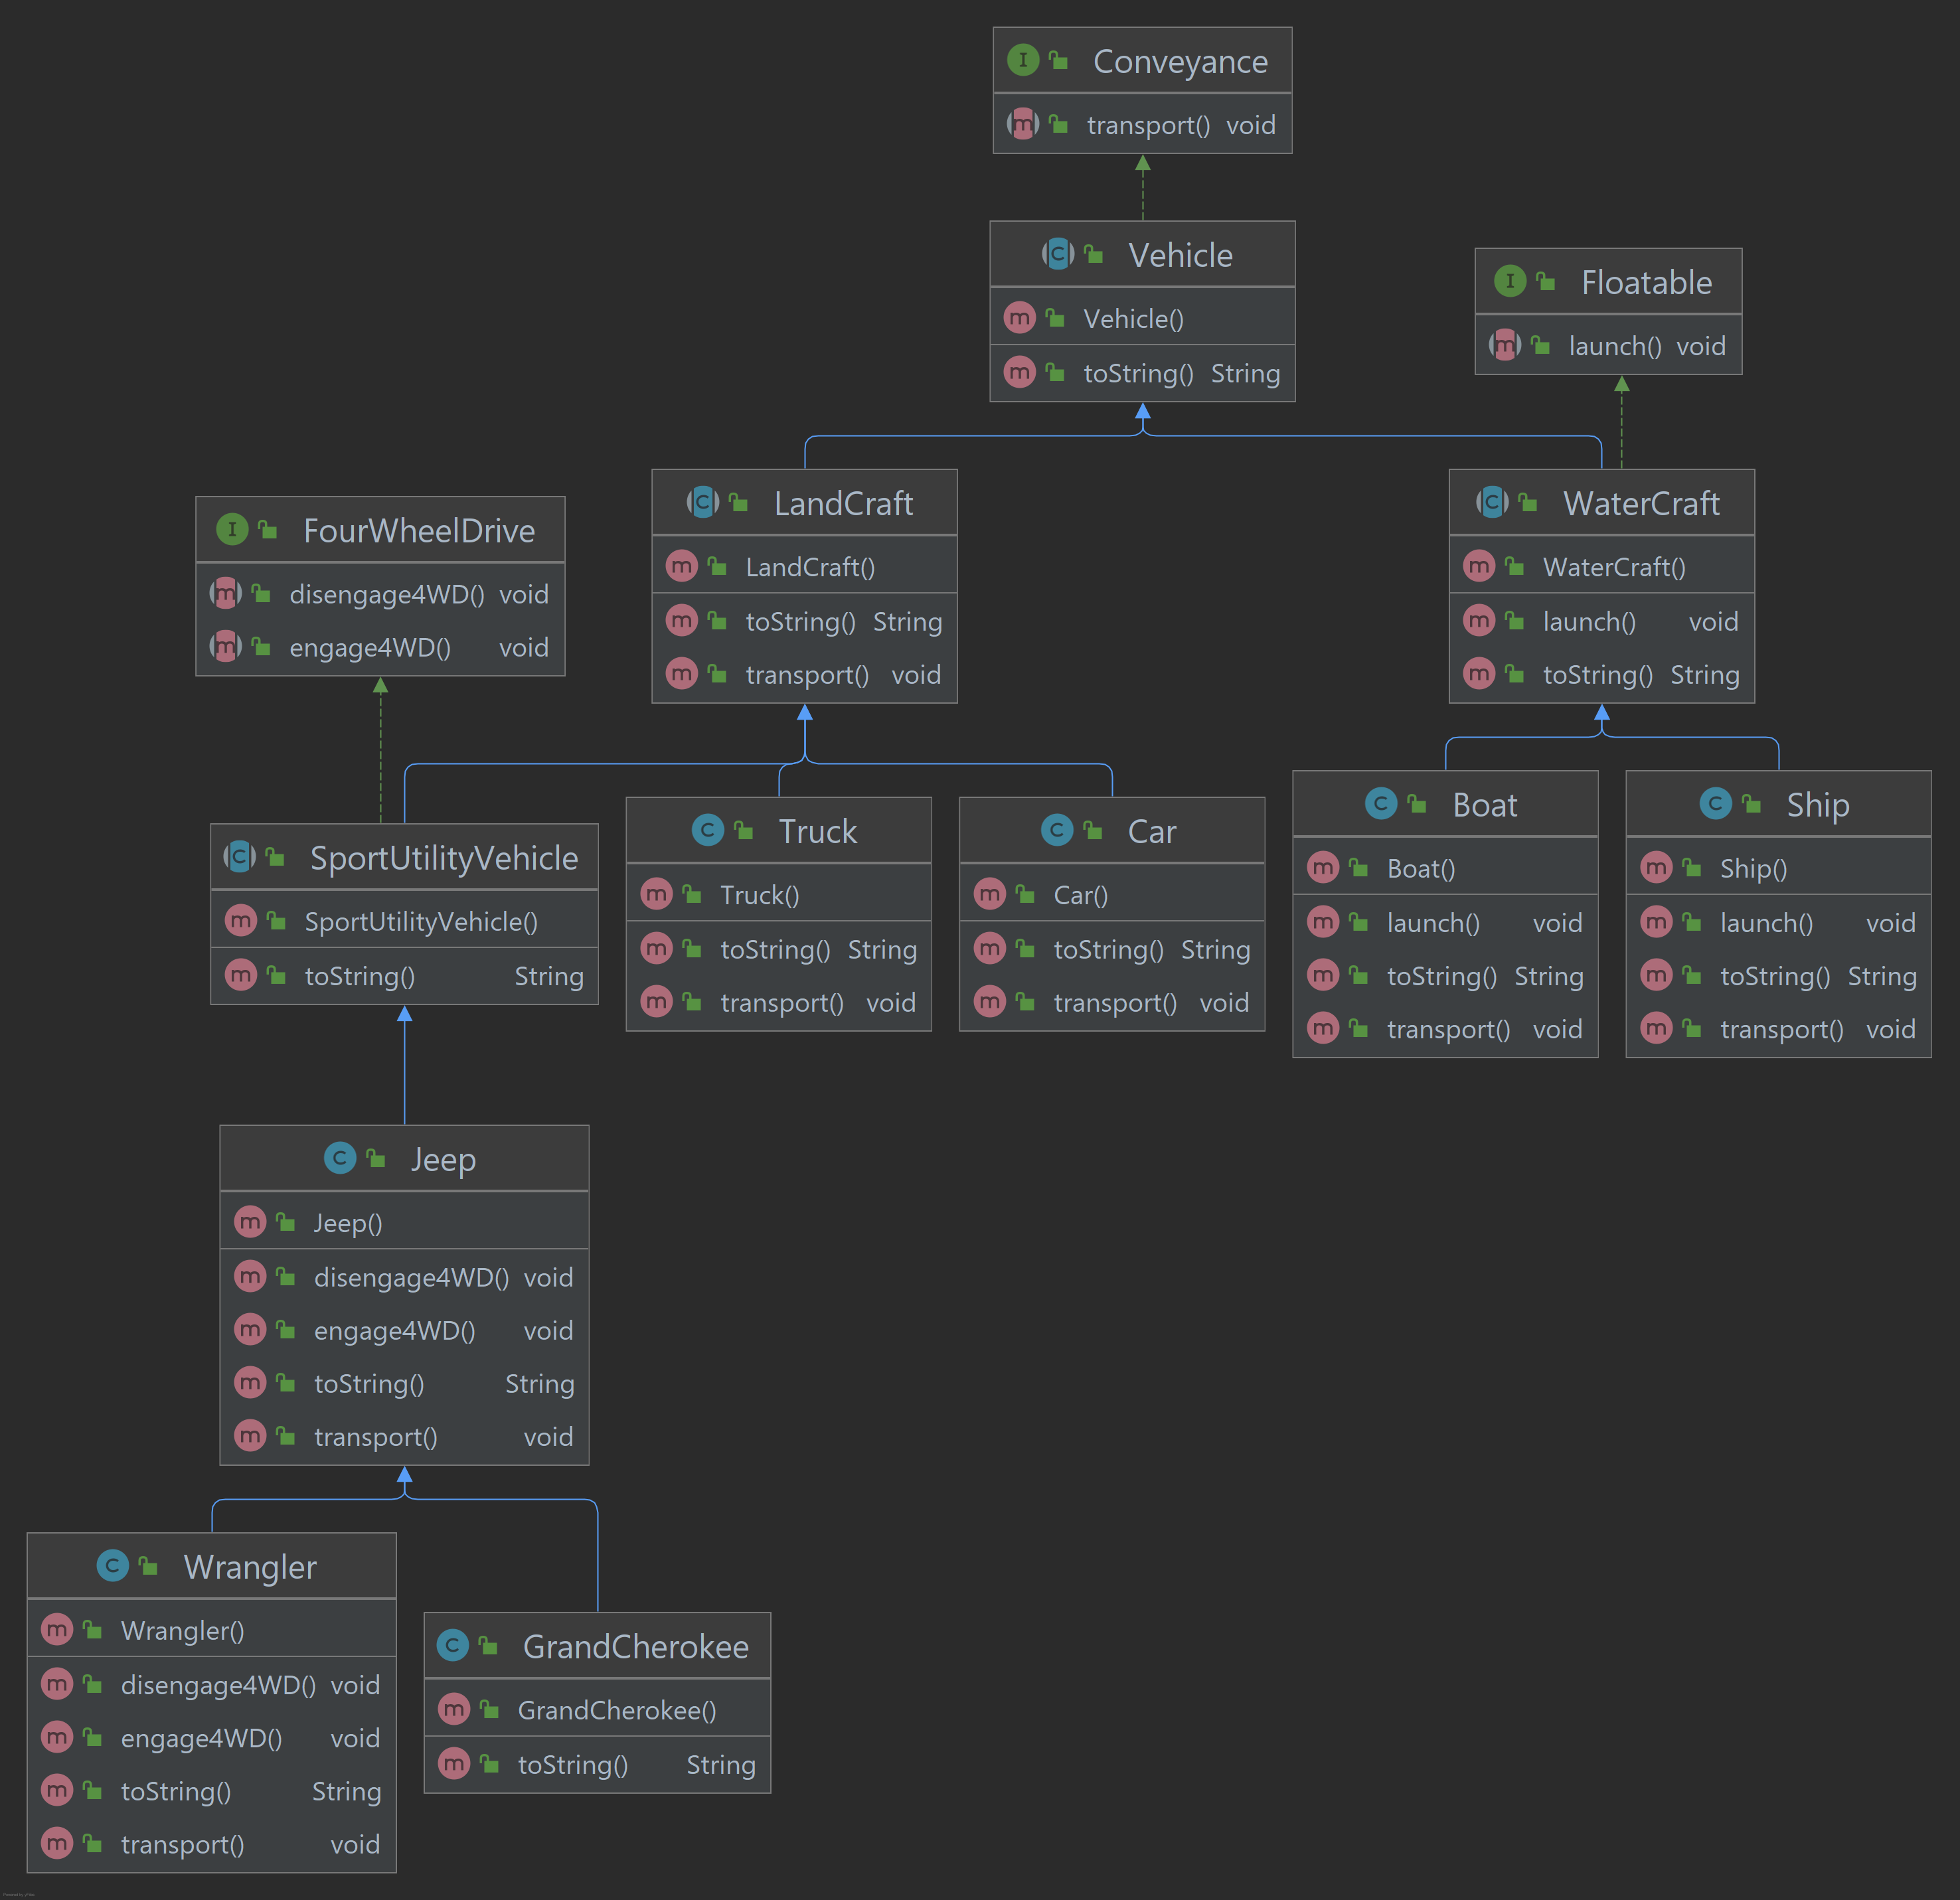 Conveyance
transport() void
Vehicle
Vehicle()
toString() String
Floatable
launch() void
LandCraft
LandCraft()
toString() String
transport() void
WaterCraft
WaterCraft()
launch() void
toString() String
FourWheelDrive
disengage4WD() void
engage4WD() void
SportUtilityVehicle
SportUtilityVehicle()
toString() String
Truck
Truck()
toString() String
transport() void
Car
Car()
toString() String
transport() void
Boat
Boat()
launch() void
toString() String
transport() void
Ship
Ship()
launch() void
toString() String
transport() void
Jeep
Jeep()
disengage4WD() void
engage4WD() void
toString() String
transport() void
Wrangler
Wrangler()
disengage4WD() void
engage4WD() void
toString() String
transport() void
GrandCherokee
GrandCherokee()
toString() String
Powered by yFiles